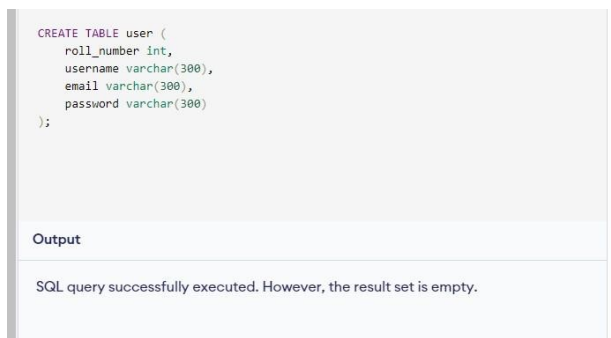 CREATE TABLE user (
    roll_number int,
    username varchar(300),
    email varchar(300),
    password varchar(300)
);
Output
SQL query successfully executed. However, the result set is empty.